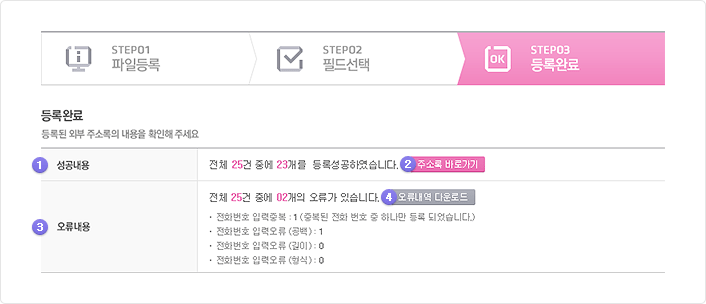 STEP01
파일등록
STEP02
필드선택
OK
STEP03
등록완료
등록완료
등록된 외부 주소록의 내용을 확인해 주세요
1 성공내용
전체 25건 중에 23개를 등록성공하였습니다. 2 주소록 바로가기
3 오류내용
전체 25건 중에 02개의 오류가 있습니다. 4 오류내역 다운로드
· 전화번호 입력중복 : 1 (중복된 전화 번호 중 하나만 등록 되었습니다.)
· 전화번호 입력오류 (공백) : 1
· 전화번호 입력오류 (길이) : 0
· 전화번호 입력오류 (형식) : 0